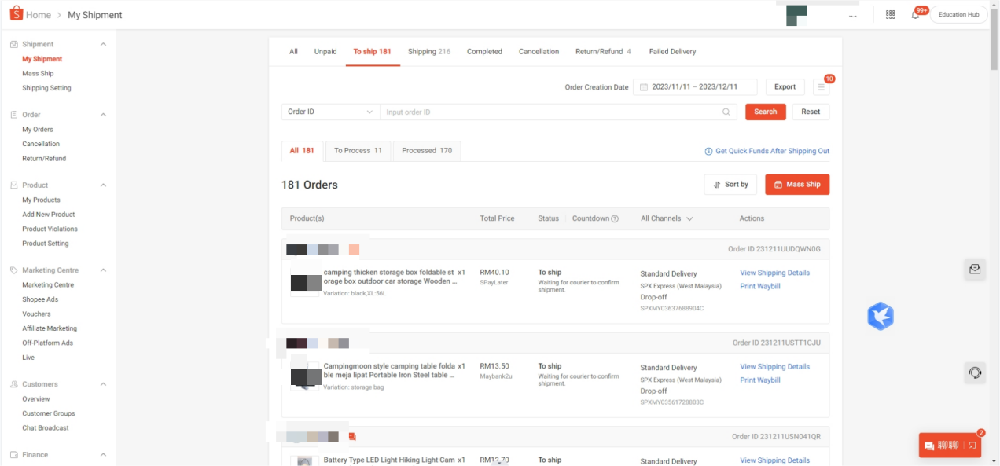 Home > My Shipment
99+
Education Hub
Shipment
My Shipment
Mass Ship
Shipping Setting
Order
My Orders
Cancellation
Return/Refund
Product
My Products
Add New Product
Product Violations
Product Setting
Marketing Centre
Marketing Centre
Shopee Ads
Vouchers
Affiliate Marketing
Off-Platform Ads
Live
Customers
Overview
Customer Groups
Chat Broadcast
Finance
All Unpaid To ship 181 Shipping 216 Completed Cancellation Return/Refund 4 Failed Delivery
Order Creation Date 2023/11/11 – 2023/12/11 Export 10
Order ID Input order ID Search Reset
All 181 To Process 11 Processed 170 Get Quick Funds After Shipping Out
181 Orders Sort by Mass Ship
Product(s) Total Price Status Countdown All Channels Actions
Order ID 231211UUDQWN0G
camping thicken storage box foldable st x1
orage box outdoor car storage Wooden ...
Variation: black,XL:56L
RM40.10
SPayLater
To ship
Waiting for courier to confirm
shipment.
Standard Delivery
SPX Express (West Malaysia)
Drop-off
SPXMY03637688904C
View Shipping Details
Print Waybill
Order ID 231211USTT1CJU
Campingmoon style camping table folda x1
ble meja lipat Portable Iron Steel table ...
Variation: storage bag
RM13.50
Maybank2u
To ship
Waiting for courier to confirm
shipment.
Standard Delivery
SPX Express (West Malaysia)
Drop-off
SPXMY03561728803C
View Shipping Details
Print Waybill
Order ID 231211USN041QR
Battery Type LED Light Hiking Light Cam x1
RM12.70
To ship
Standard Delivery
View Shipping Details
聊聊
2